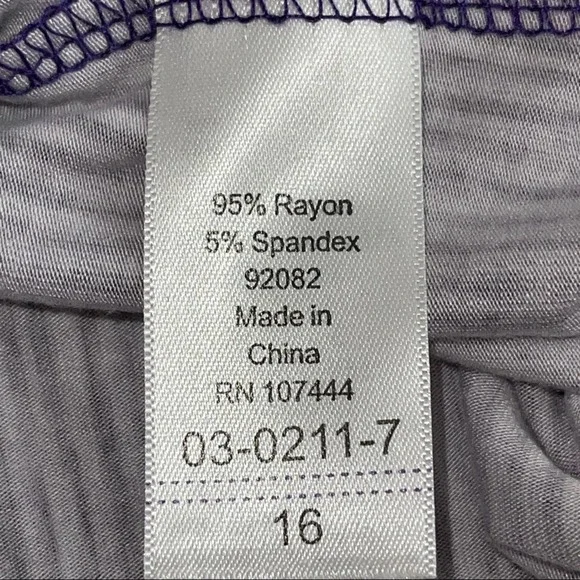 95% Rayon
5% Spandex
92082
Made in
China
RN 107444
03-0211-7
16